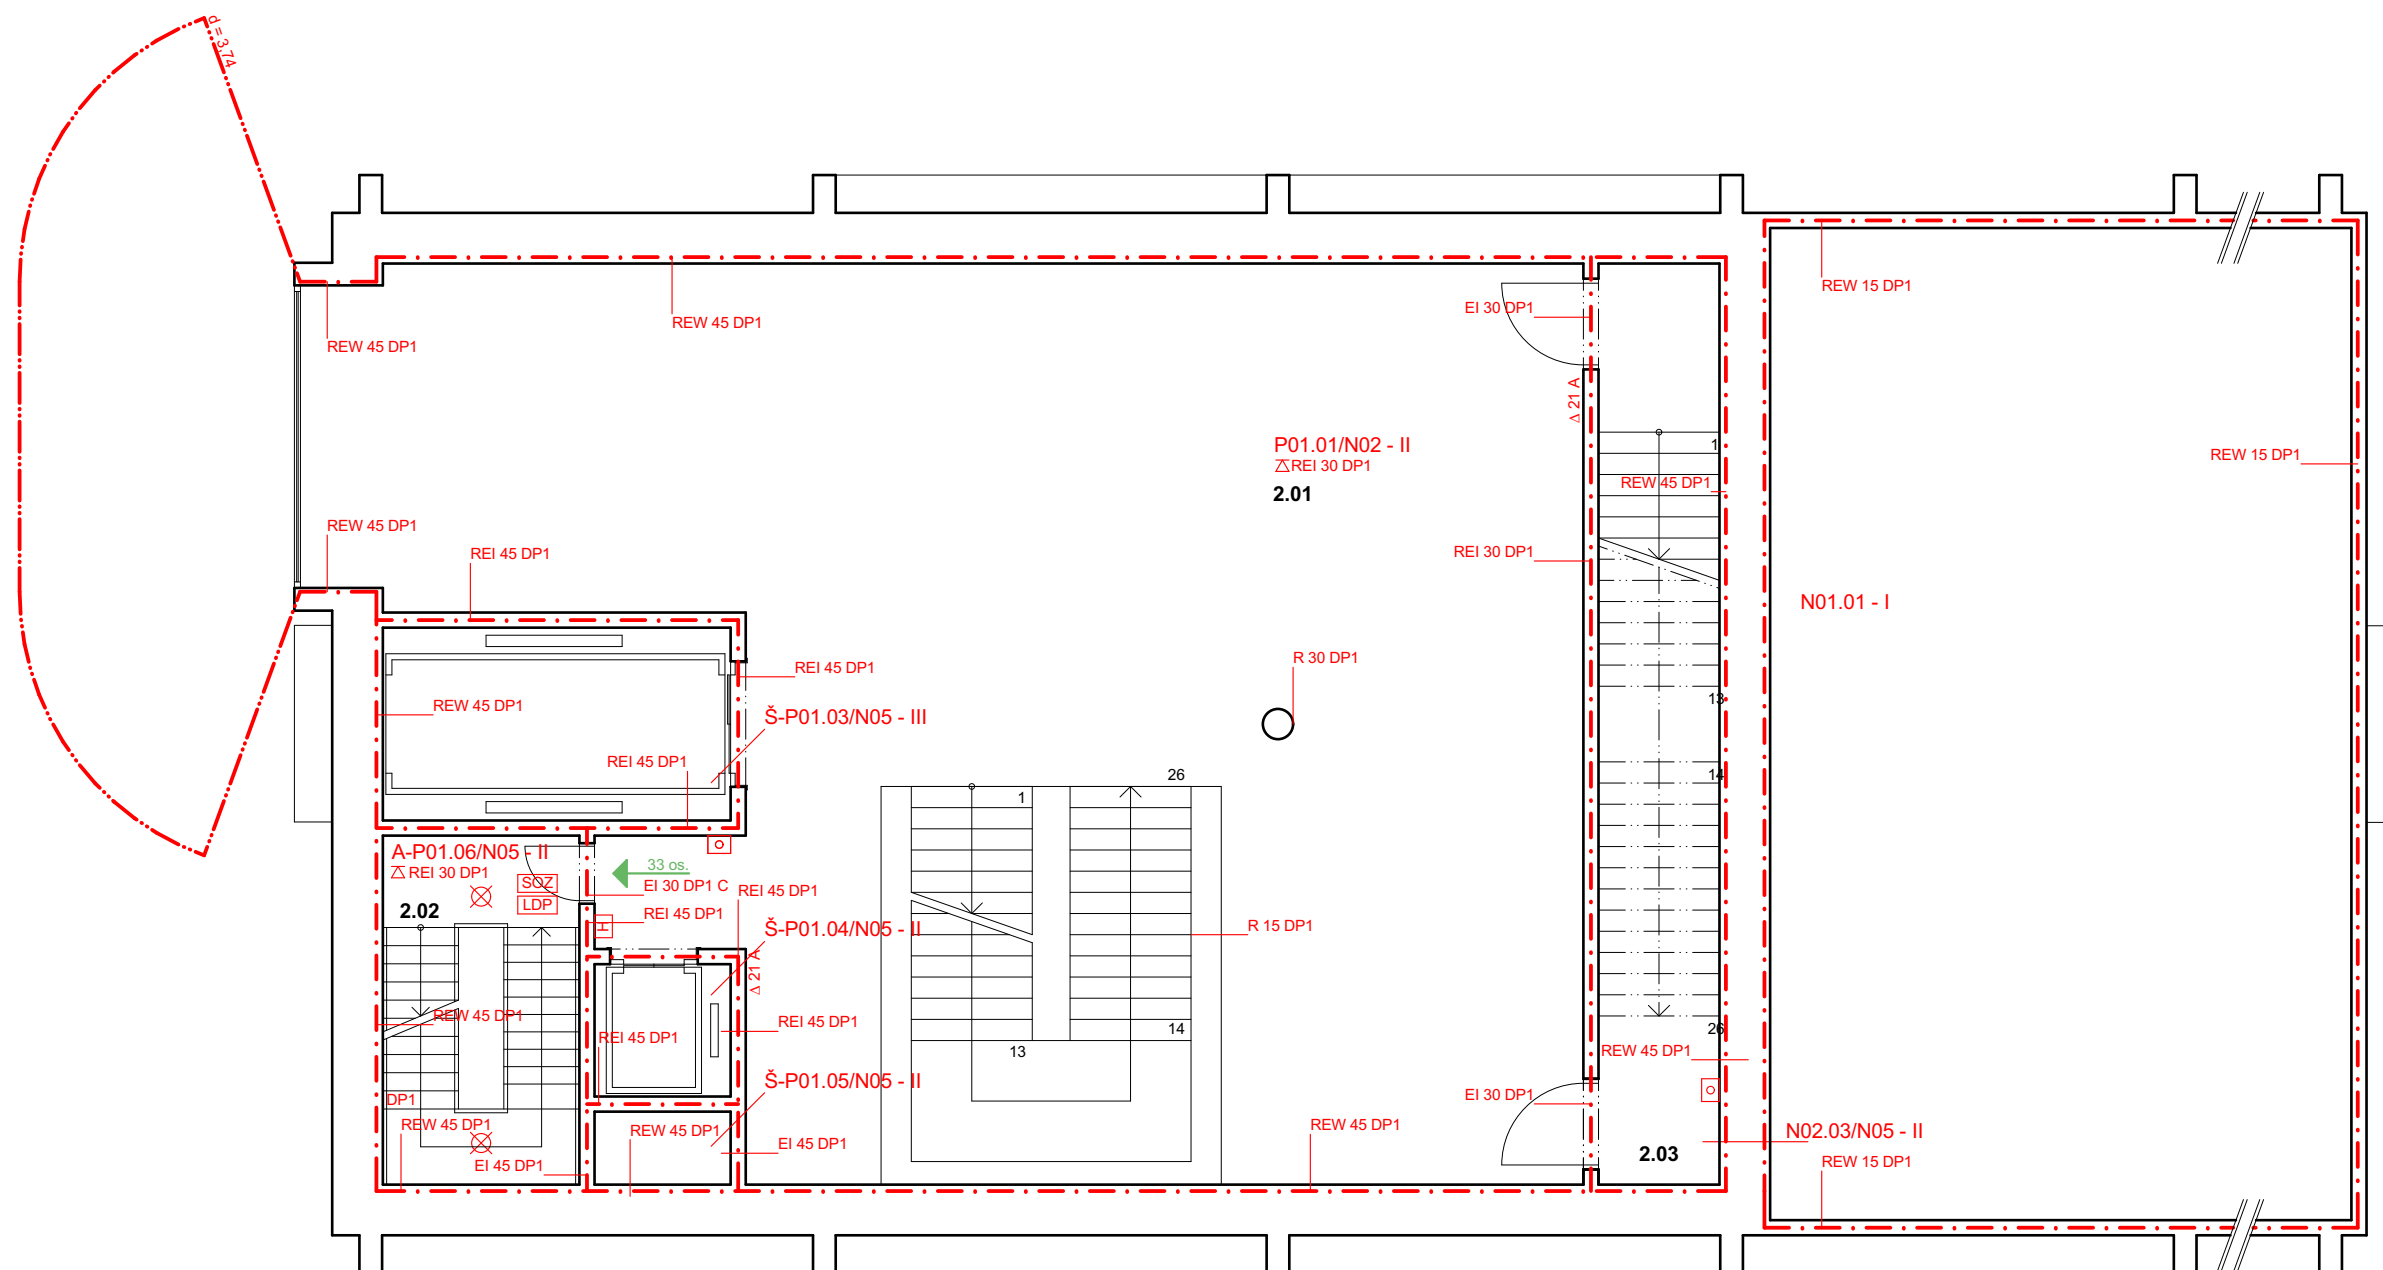 d = 3,74
REW 15 DP1
EI 30 DP1
REW 45 DP1
REW 45 DP1
Δ 21 A
P01.01/N02 - II
REI 30 DP1
2.01
1
REW 15 DP1
REW 45 DP1
REW 45 DP1
REI 45 DP1
REI 30 DP1
N01.01 - I
R 30 DP1
REI 45 DP1
REW 45 DP1
13
Š-P01.03/N05 - III
REI 45 DP1
26
14
1
A-P01.06/N05 - II
REI 30 DP1
33 os.
SOZ
EI 30 DP1 C
REI 45 DP1
LDP
2.02
REI 45 DP1
H
Š-P01.04/N05 - II
R 15 DP1
Δ 21 A
REW 45 DP1
REI 45 DP1
14
26
REI 45 DP1
13
REW 45 DP1
Š-P01.05/N05 - II
DP1
EI 30 DP1
REW 45 DP1
REW 45 DP1
REW 45 DP1
N02.03/N05 - II
EI 45 DP1
2.03
EI 45 DP1
REW 15 DP1